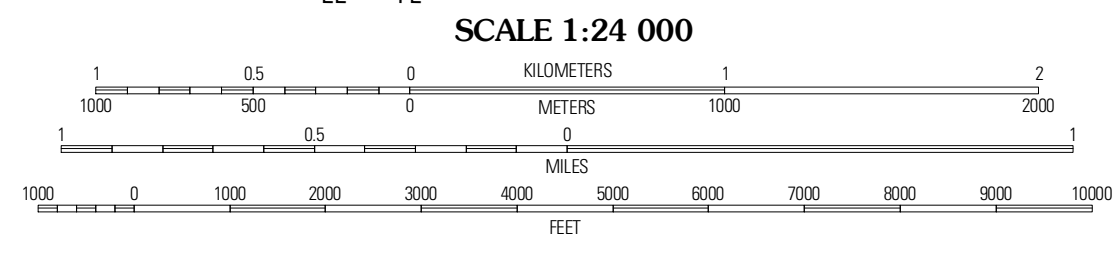 SCALE 1:24 000
1 0.5 0 KILOMETERS 1 2
1000 500 0 METERS 1000 2000
1 0.5 0 1
MILES
1000 0 1000 2000 3000 4000 5000 6000 7000 8000 9000 10000
FEET